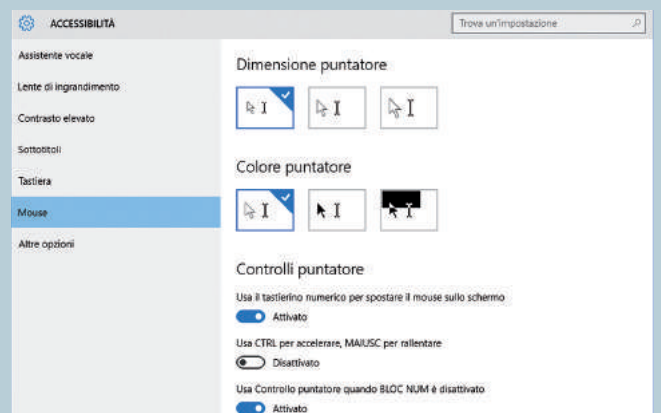 ACCESSIBILITÀ
Trova un'impostazione
Assistente vocale
Lente di ingrandimento
Contrasto elevato
Sottotitoli
Tastiera
Mouse
Altre opzioni
Dimensione puntatore
Colore puntatore
Controlli puntatore
Usa il tastierino numerico per spostare il mouse sullo schermo
Attivato
Usa CTRL per accelerare, MAIUSC per rallentare
Disattivato
Usa Controllo puntatore quando BLOC NUM è disattivato
Attivato